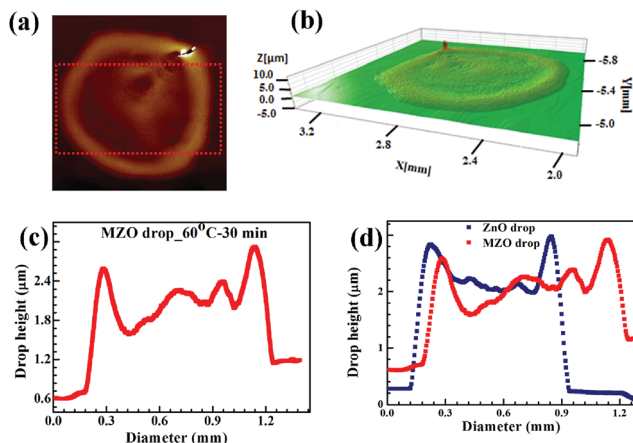 (a)
(b)
Z[µm]
10.0
5.0
0.0
-5.0
3.2
2.8
2.4
2.0
X[mm]
-5.8
-5.4
-5.0
Y[mm]
(c)
MZO drop_60⁰C-30 min
2.4
1.8
1.2
0.6
Drop height (µm)
0.0 0.3 0.6 0.9 1.2
Diameter (mm)
(d)
ZnO drop
MZO drop
3
2
1
0
Drop height (µm)
0.0 0.3 0.6 0.9 1.2
Diameter (mm)